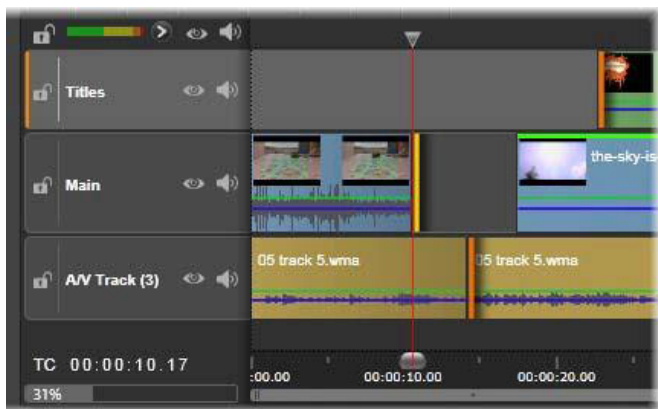 Titles
Main
the-sky-is
A/V Track (3)
05 track 5.wma
05 track 5.wma
TC 00:00:10.17
:00.00
00:00:10.00
00:00:20.00
31%